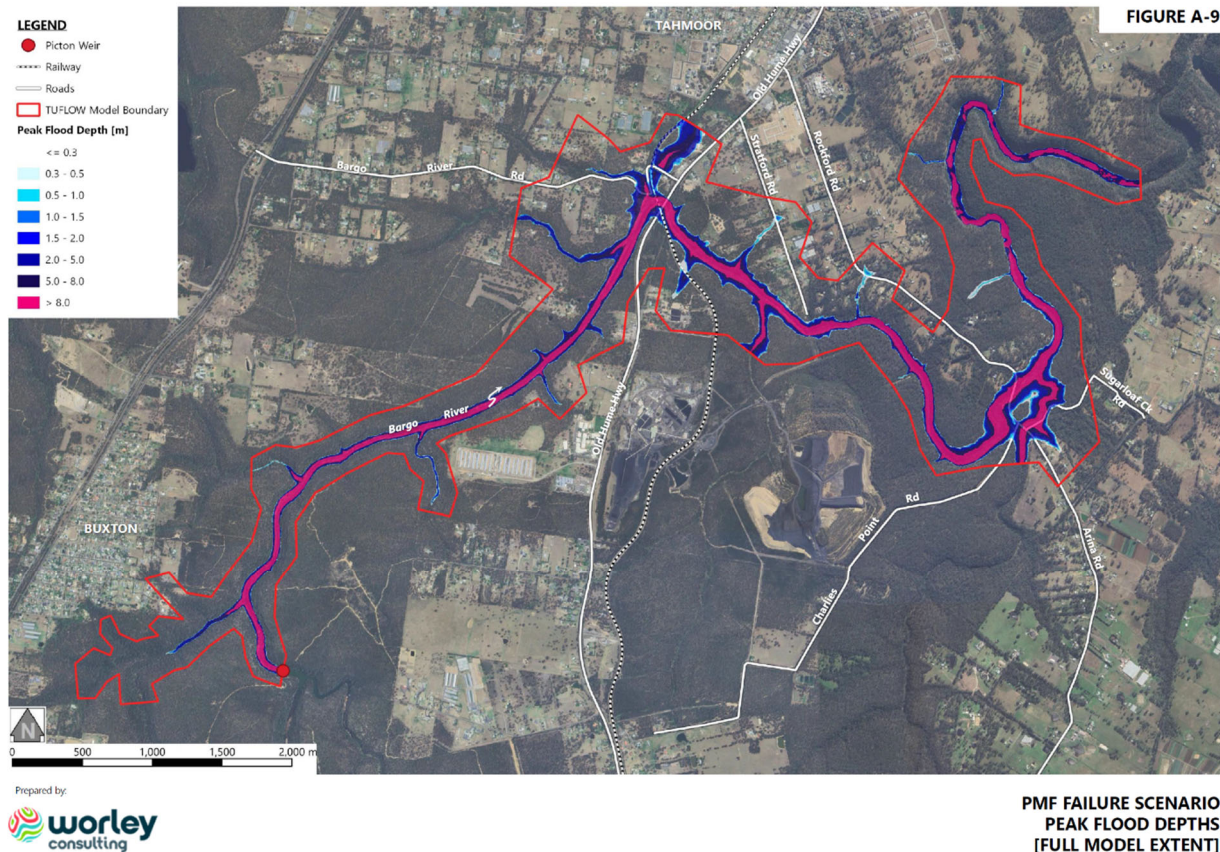 FIGURE A-9
LEGEND
Picton Weir
Railway
Roads
TUFLOW Model Boundary
Peak Flood Depth [m]
<= 0.3
0.3 - 0.5
0.5 - 1.0
1.0 - 1.5
1.5 - 2.0
2.0 - 5.0
5.0 - 8.0
> 8.0
TAHMOOR
Old Hume Hwy
Stratford Rd
Rockford Rd
Bargo River Rd
Bargo River
Old Hume Hwy
Sugarloaf Ck Rd
BUXTON
Charlies Point Rd
Arina Rd
N
0 500 1,000 1,500 2,000 m
Prepared by:
worley
consulting
PMF FAILURE SCENARIO
PEAK FLOOD DEPTHS
[FULL MODEL EXTENT]